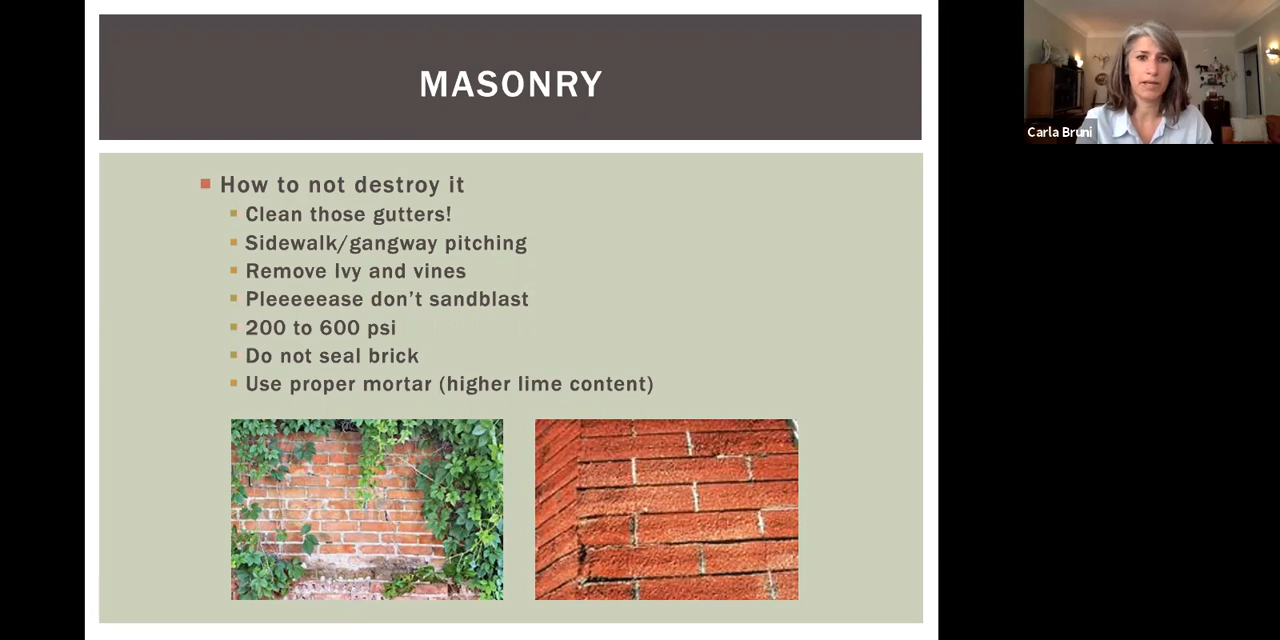 MASONRY
Carla Bruni
How to not destroy it
Clean those gutters!
Sidewalk/gangway pitching
Remove Ivy and vines
Pleeeeease don't sandblast
200 to 600 psi
Do not seal brick
Use proper mortar (higher lime content)